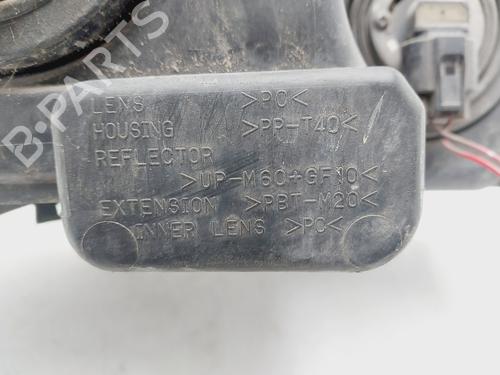 B-PARTS
LENS >PC<
HOUSING >PP-T40<
REFLECTOR
>UP-M60+GF10<
EXTENSION >PBT-M20<
INNER LENS >PC<